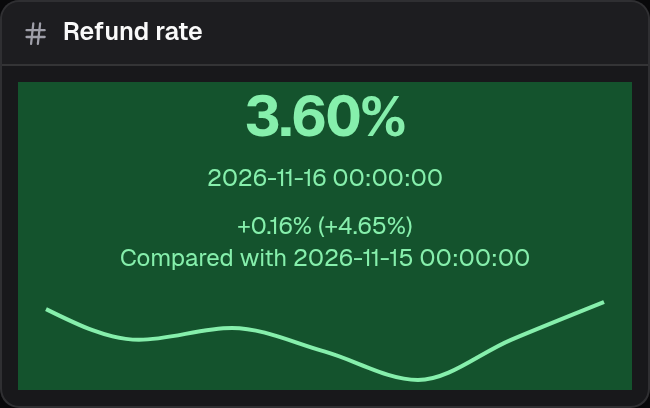 # Refund rate
3.60%
2026-11-16 00:00:00
+0.16% (+4.65%)
Compared with 2026-11-15 00:00:00